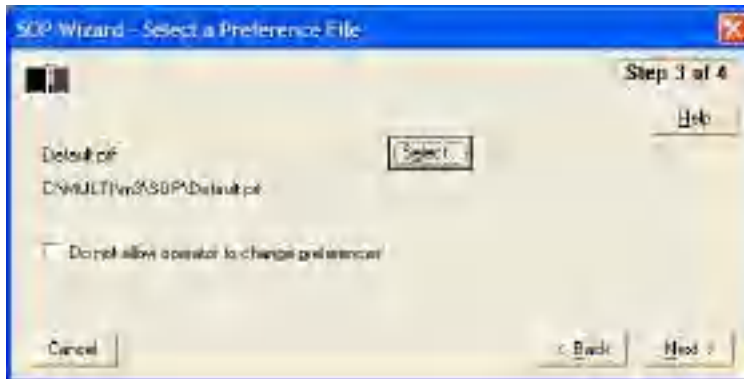 SOP Wizard - Select a Preference File
Step 3 of 4
Help
Default.prf
Select...
Do not allow operator to change preferences
Cancel
< Back
Next >